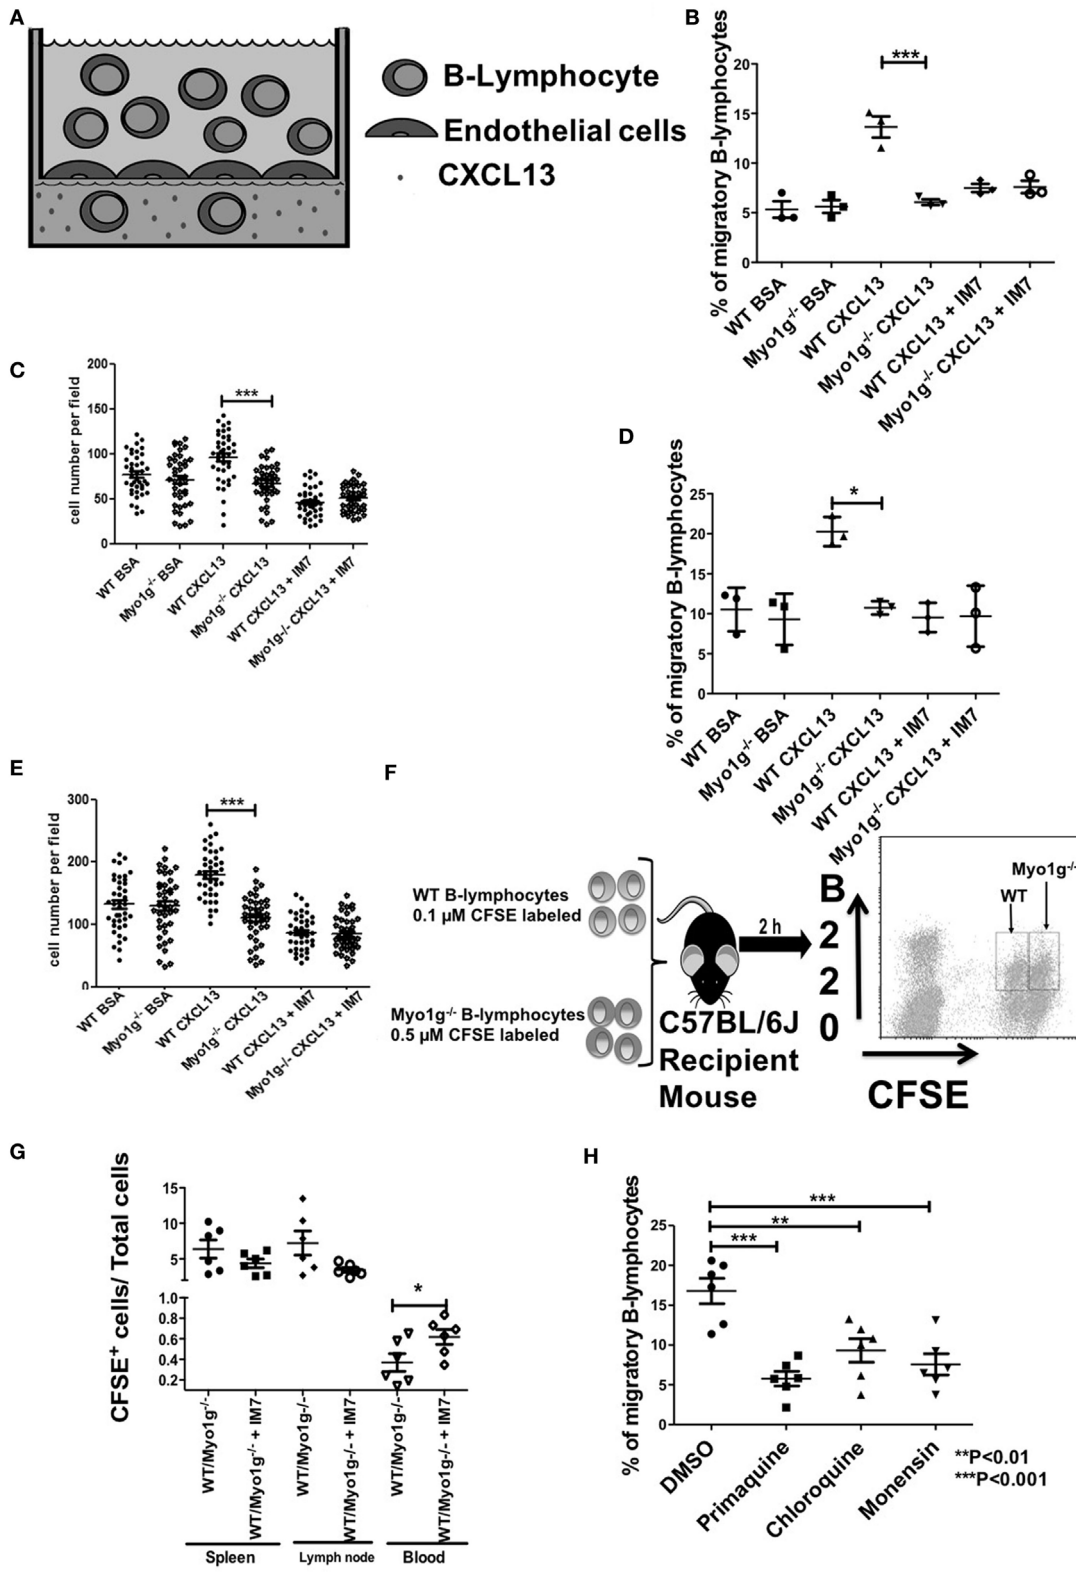 A
B-Lymphocyte
Endothelial cells
CXCL13
B
% of migratory B-lymphocytes
20
15
10
5
0
***
WT BSA
Myo1g-/- BSA
WT CXCL13
Myo1g-/- CXCL13
WT CXCL13 + IM7
Myo1g-/- CXCL13 + IM7
C
cell number per field
200
150
100
50
0
***
WT BSA
Myo1g-/- BSA
WT CXCL13
Myo1g-/- CXCL13
WT CXCL13 + IM7
Myo1g-/- CXCL13 + IM7
D
% of migratory B-lymphocytes
25
20
15
10
5
0
*
WT BSA
Myo1g-/- BSA
WT CXCL13
Myo1g-/- CXCL13
WT CXCL13 + IM7
Myo1g-/- CXCL13 + IM7
E
cell number per field
300
200
100
0
***
WT BSA
Myo1g-/- BSA
WT CXCL13
Myo1g-/- CXCL13
WT CXCL13 + IM7
Myo1g-/- CXCL13 + IM7
F
WT B-lymphocytes
0.1 μM CFSE labeled
Myo1g-/- B-lymphocytes
0.5 μM CFSE labeled
2 h
C57BL/6J
Recipient
Mouse
B220
CFSE
WT
Myo1g-/-
G
CFSE+ cells/ Total cells
15
10
5
1.0
0.8
0.6
0.4
0.2
*
WT/Myo1g-/-
WT/Myo1g-/- + IM7
WT/Myo1g-/-
WT/Myo1g-/- + IM7
WT/Myo1g-/-
WT/Myo1g-/- + IM7
Spleen
Lymph node
Blood
H
% of migratory B-lymphocytes
25
20
15
10
5
0
***
**
***
DMSO
Primaquine
Chloroquine
Monensin
**P<0.01
***P<0.001